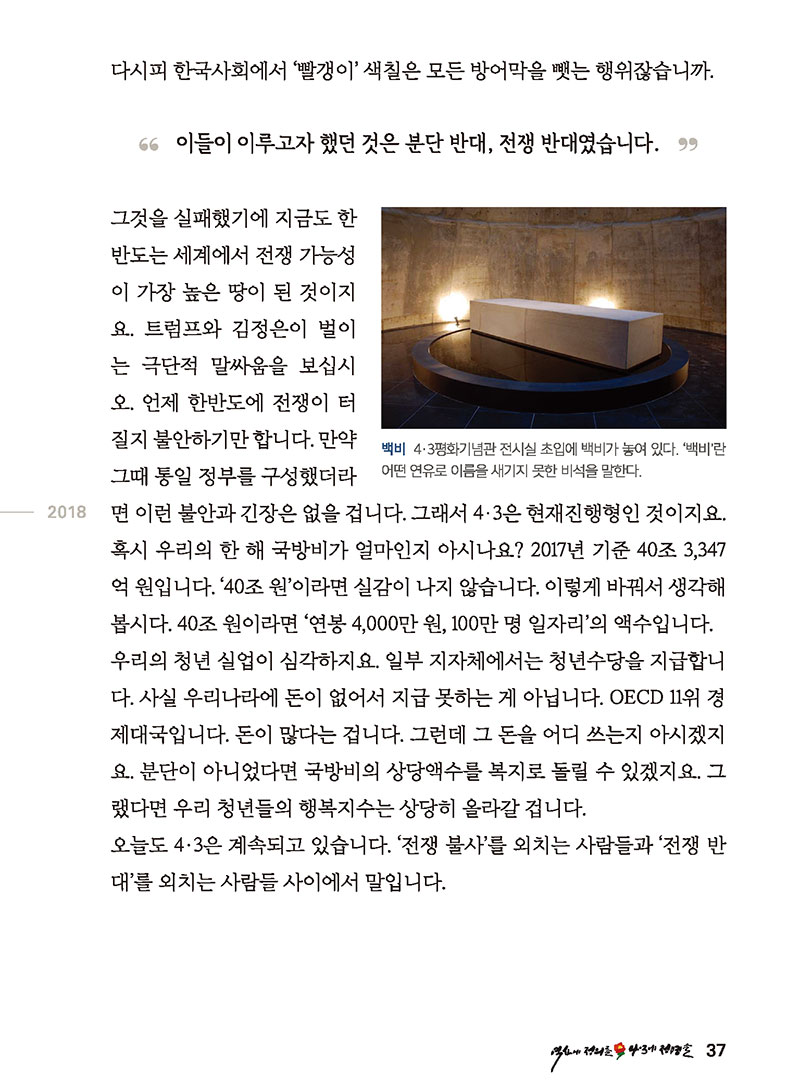 다시피 한국사회에서 ‘빨갱이’ 색칠은 모든 방어막을 뺏는 행위잖습니까.
“ 이들이 이루고자 했던 것은 분단 반대, 전쟁 반대였습니다. ”
그것을 실패했기에 지금도 한
반도는 세계에서 전쟁 가능성
이 가장 높은 땅이 된 것이지
요. 트럼프와 김정은이 벌이
는 극단적 말싸움을 보십시
오. 언제 한반도에 전쟁이 터
질지 불안하기만 합니다. 만약
그때 통일 정부를 구성했더라
백비 4·3평화기념관 전시실 초입에 백비가 놓여 있다. ‘백비’란
어떤 연유로 이름을 새기지 못한 비석을 말한다.
2018
면 이런 불안과 긴장은 없을 겁니다. 그래서 4·3은 현재진행형인 것이지요.
혹시 우리의 한 해 국방비가 얼마인지 아시나요? 2017년 기준 40조 3,347
억 원입니다. ‘40조 원’이라면 실감이 나지 않습니다. 이렇게 바꿔서 생각해
봅시다. 40조 원이라면 ‘연봉 4,000만 원, 100만 명 일자리’의 액수입니다.
우리의 청년 실업이 심각하지요. 일부 지자체에서는 청년수당을 지급합니
다. 사실 우리나라에 돈이 없어서 지급 못하는 게 아닙니다. OECD 11위 경
제대국입니다. 돈이 많다는 겁니다. 그런데 그 돈을 어디 쓰는지 아시겠지
요. 분단이 아니었다면 국방비의 상당액수를 복지로 돌릴 수 있겠지요. 그
랬다면 우리 청년들의 행복지수는 상당히 올라갈 겁니다.
오늘도 4·3은 계속되고 있습니다. ‘전쟁 불사’를 외치는 사람들과 ‘전쟁 반
대’를 외치는 사람들 사이에서 말입니다.
역사에 정의를 4·3에 정명을 37